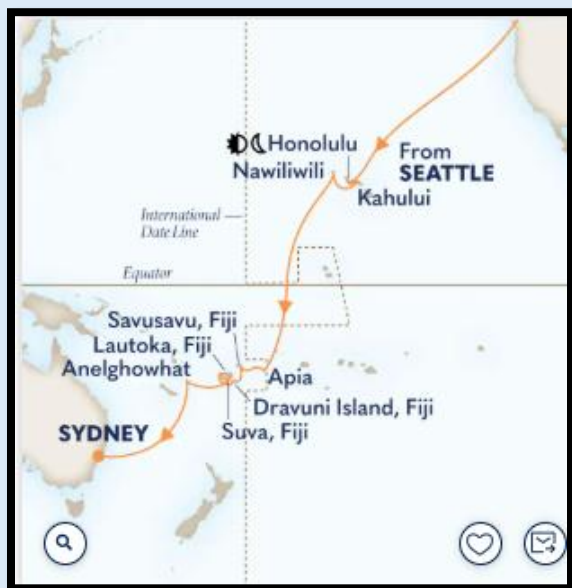 Honolulu
Nawiliwili
From
SEATTLE
Kahului
International
Date Line
Equator
Savusavu, Fiji
Lautoka, Fiji
Anelghowhat
Apia
Dravuni Island, Fiji
SYDNEY
Suva, Fiji